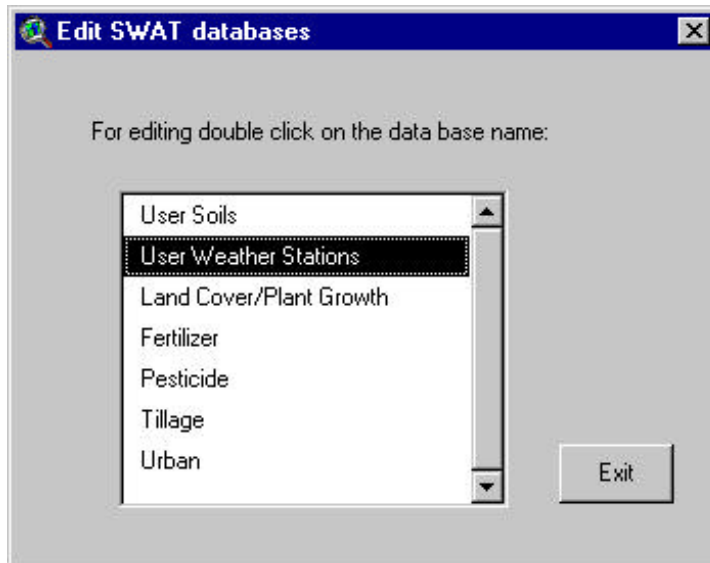 Edit SWAT databases
For editing double click on the data base name:
User Soils
User Weather Stations
Land Cover/Plant Growth
Fertilizer
Pesticide
Tillage
Urban
Exit